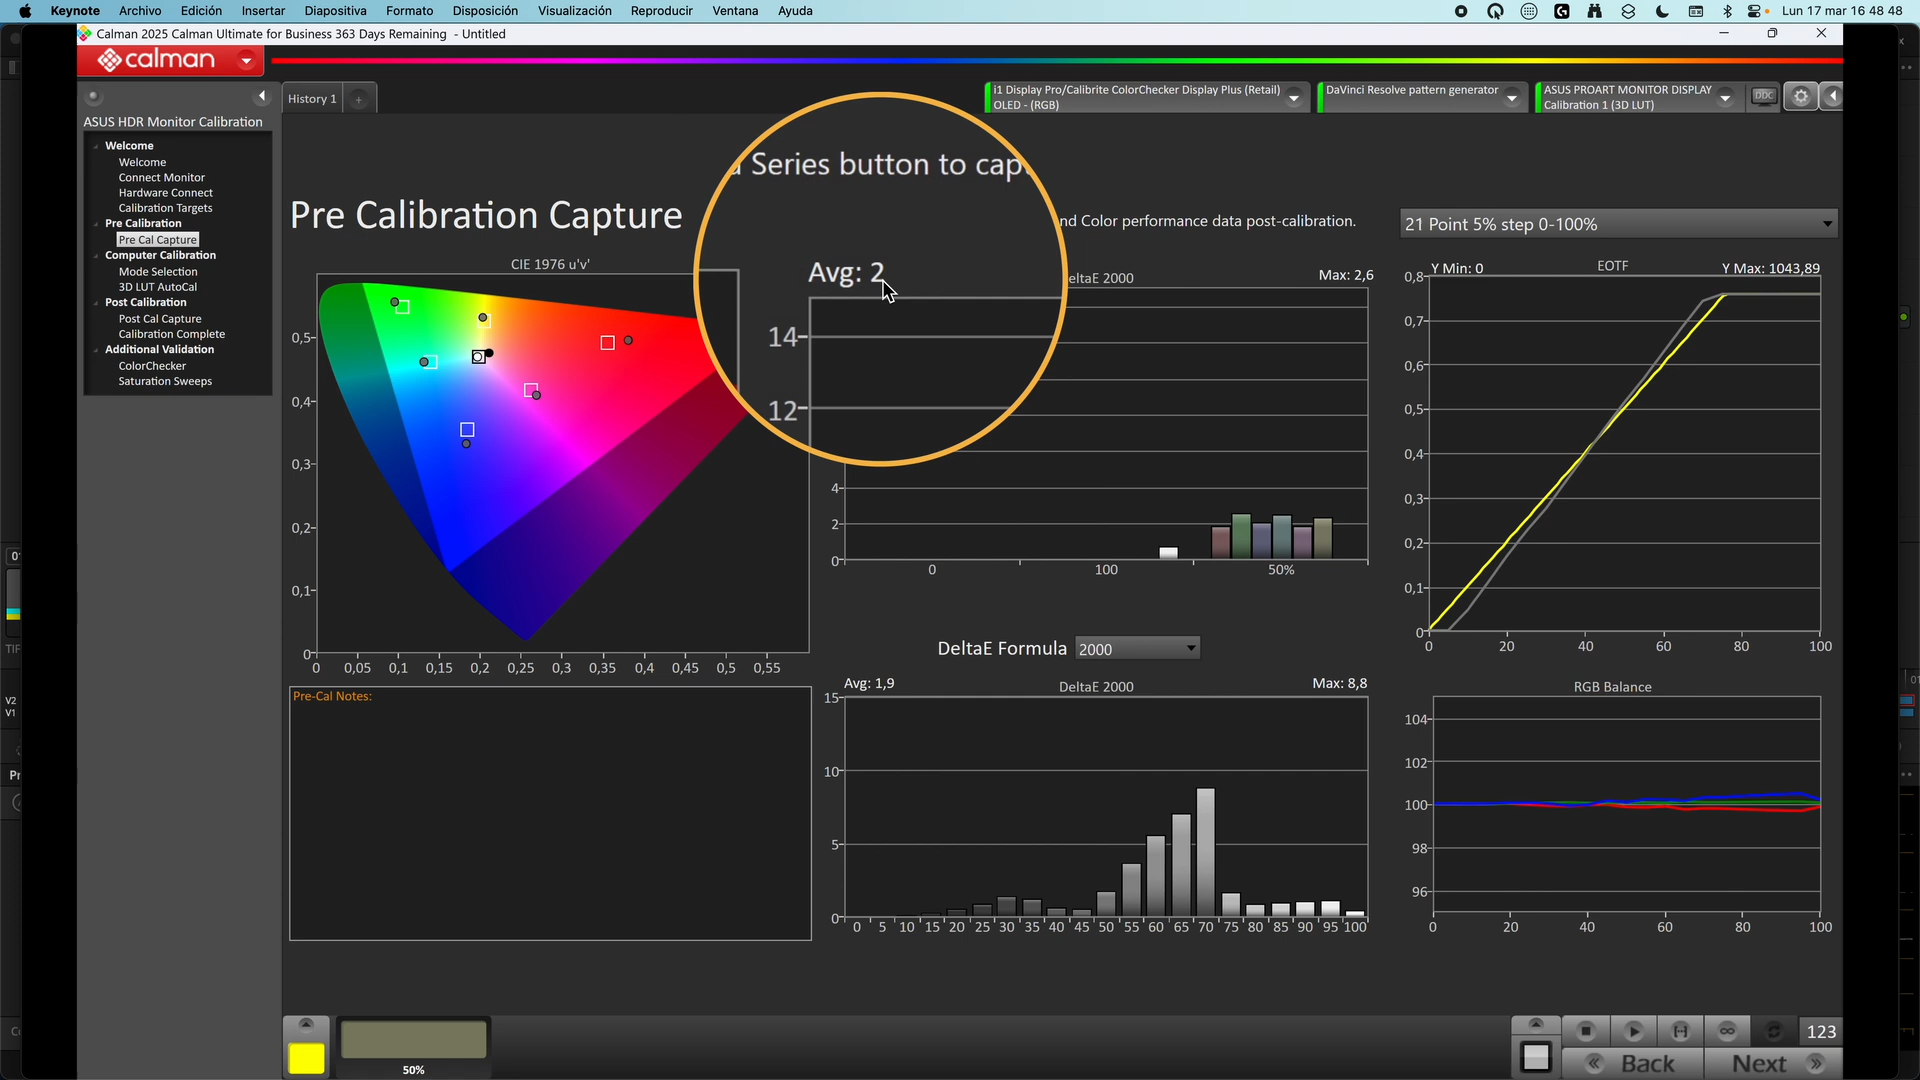 Keynote Archivo Edición Insertar Diapositiva Formato Disposición Visualización Reproducir Ventana Ayuda Lun 17 mar 16 48 48
Calman 2025 Calman Ultimate for Business 363 Days Remaining - Untitled
calman
History 1 +
i1 Display Pro/Calibrite ColorChecker Display Plus (Retail)
OLED - (RGB)
DaVinci Resolve pattern generator
ASUS PROART MONITOR DISPLAY
Calibration 1 (3D LUT)
DDC
ASUS HDR Monitor Calibration
Welcome
Welcome
Connect Monitor
Hardware Connect
Calibration Targets
Pre Calibration
Pre Cal Capture
Computer Calibration
Mode Selection
3D LUT AutoCal
Post Calibration
Post Cal Capture
Calibration Complete
Additional Validation
ColorChecker
Saturation Sweeps
Pre Calibration Capture
Series button to cap
nd Color performance data post-calibration.
21 Point 5% step 0-100%
CIE 1976 u'v'
0,5
0,4
0,3
0,2
0,1
0
0 0,05 0,1 0,15 0,2 0,25 0,3 0,35 0,4 0,45 0,5 0,55
Avg: 2
eltaE 2000
Max: 2,6
14
12
4
2
0
0 100 50%
Y Min: 0
EOTF
Y Max: 1043,89
0,8
0,7
0,6
0,5
0,4
0,3
0,2
0,1
0
0 20 40 60 80 100
DeltaE Formula 2000
Pre-Cal Notes:
Avg: 1,9
DeltaE 2000
Max: 8,8
15
10
5
0
0 5 10 15 20 25 30 35 40 45 50 55 60 65 70 75 80 85 90 95 100
RGB Balance
104
102
100
98
96
0 20 40 60 80 100
V2
V1
50%
123
Back
Next